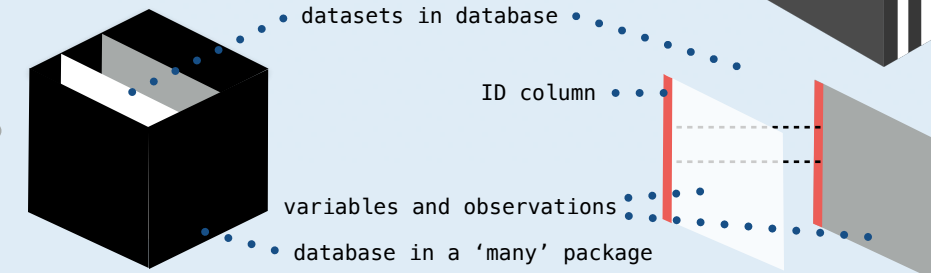 datasets in database
ID column
variables and observations
database in a ‘many’ package